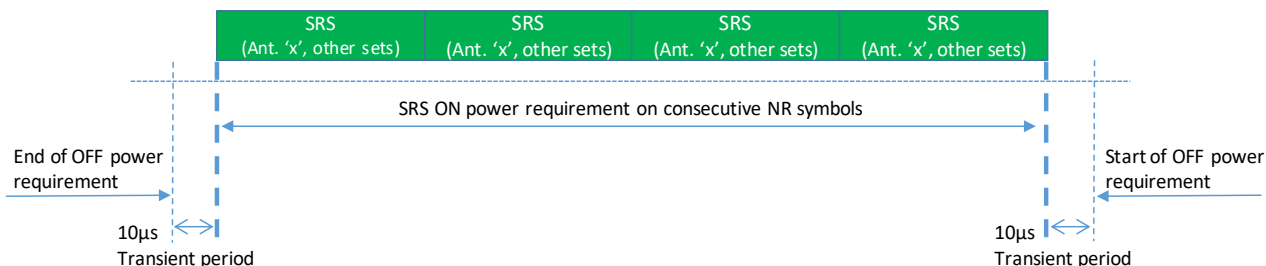 SRS
(Ant. ‘x’, other sets)
SRS
(Ant. ‘x’, other sets)
SRS
(Ant. ‘x’, other sets)
SRS
(Ant. ‘x’, other sets)
SRS ON power requirement on consecutive NR symbols
End of OFF power
requirement
Start of OFF power
requirement
10µs
Transient period
10µs
Transient period